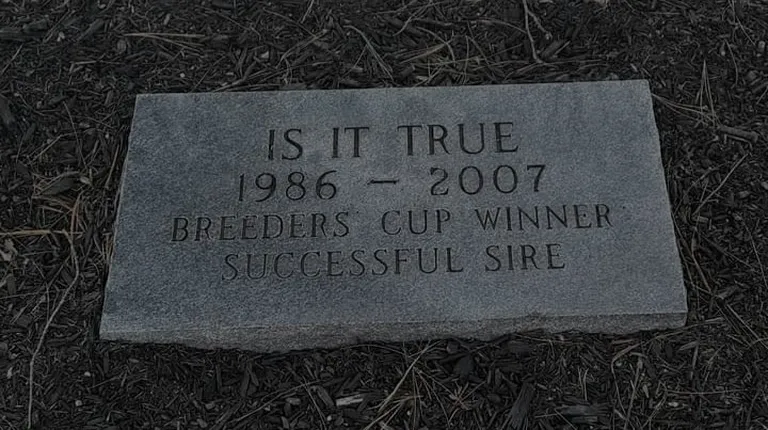 IS IT TRUE
1986 – 2007
BREEDERS' CUP WINNER
SUCCESSFUL SIRE